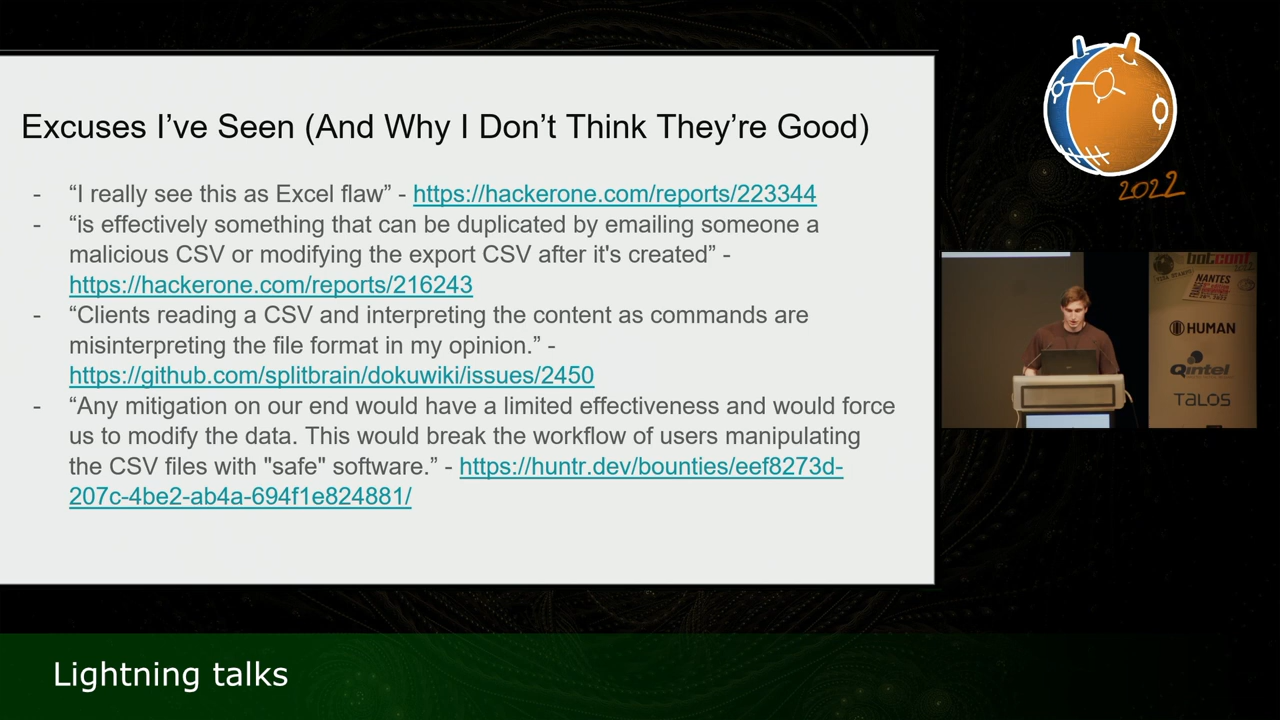 Excuses I’ve Seen (And Why I Don’t Think They’re Good)
- “I really see this as Excel flaw” - https://hackerone.com/reports/223344
- “is effectively something that can be duplicated by emailing someone a
malicious CSV or modifying the export CSV after it's created” -
https://hackerone.com/reports/216243
- “Clients reading a CSV and interpreting the content as commands are
misinterpreting the file format in my opinion.” -
https://github.com/splitbrain/dokuwiki/issues/2450
- “Any mitigation on our end would have a limited effectiveness and would force
us to modify the data. This would break the workflow of users manipulating
the CSV files with "safe" software.” - https://huntr.dev/bounties/eef8273d-
207c-4be2-ab4a-694f1e824881/
2022
botconf
NANTES
HUMAN
Qintel
TALOS
Lightning talks